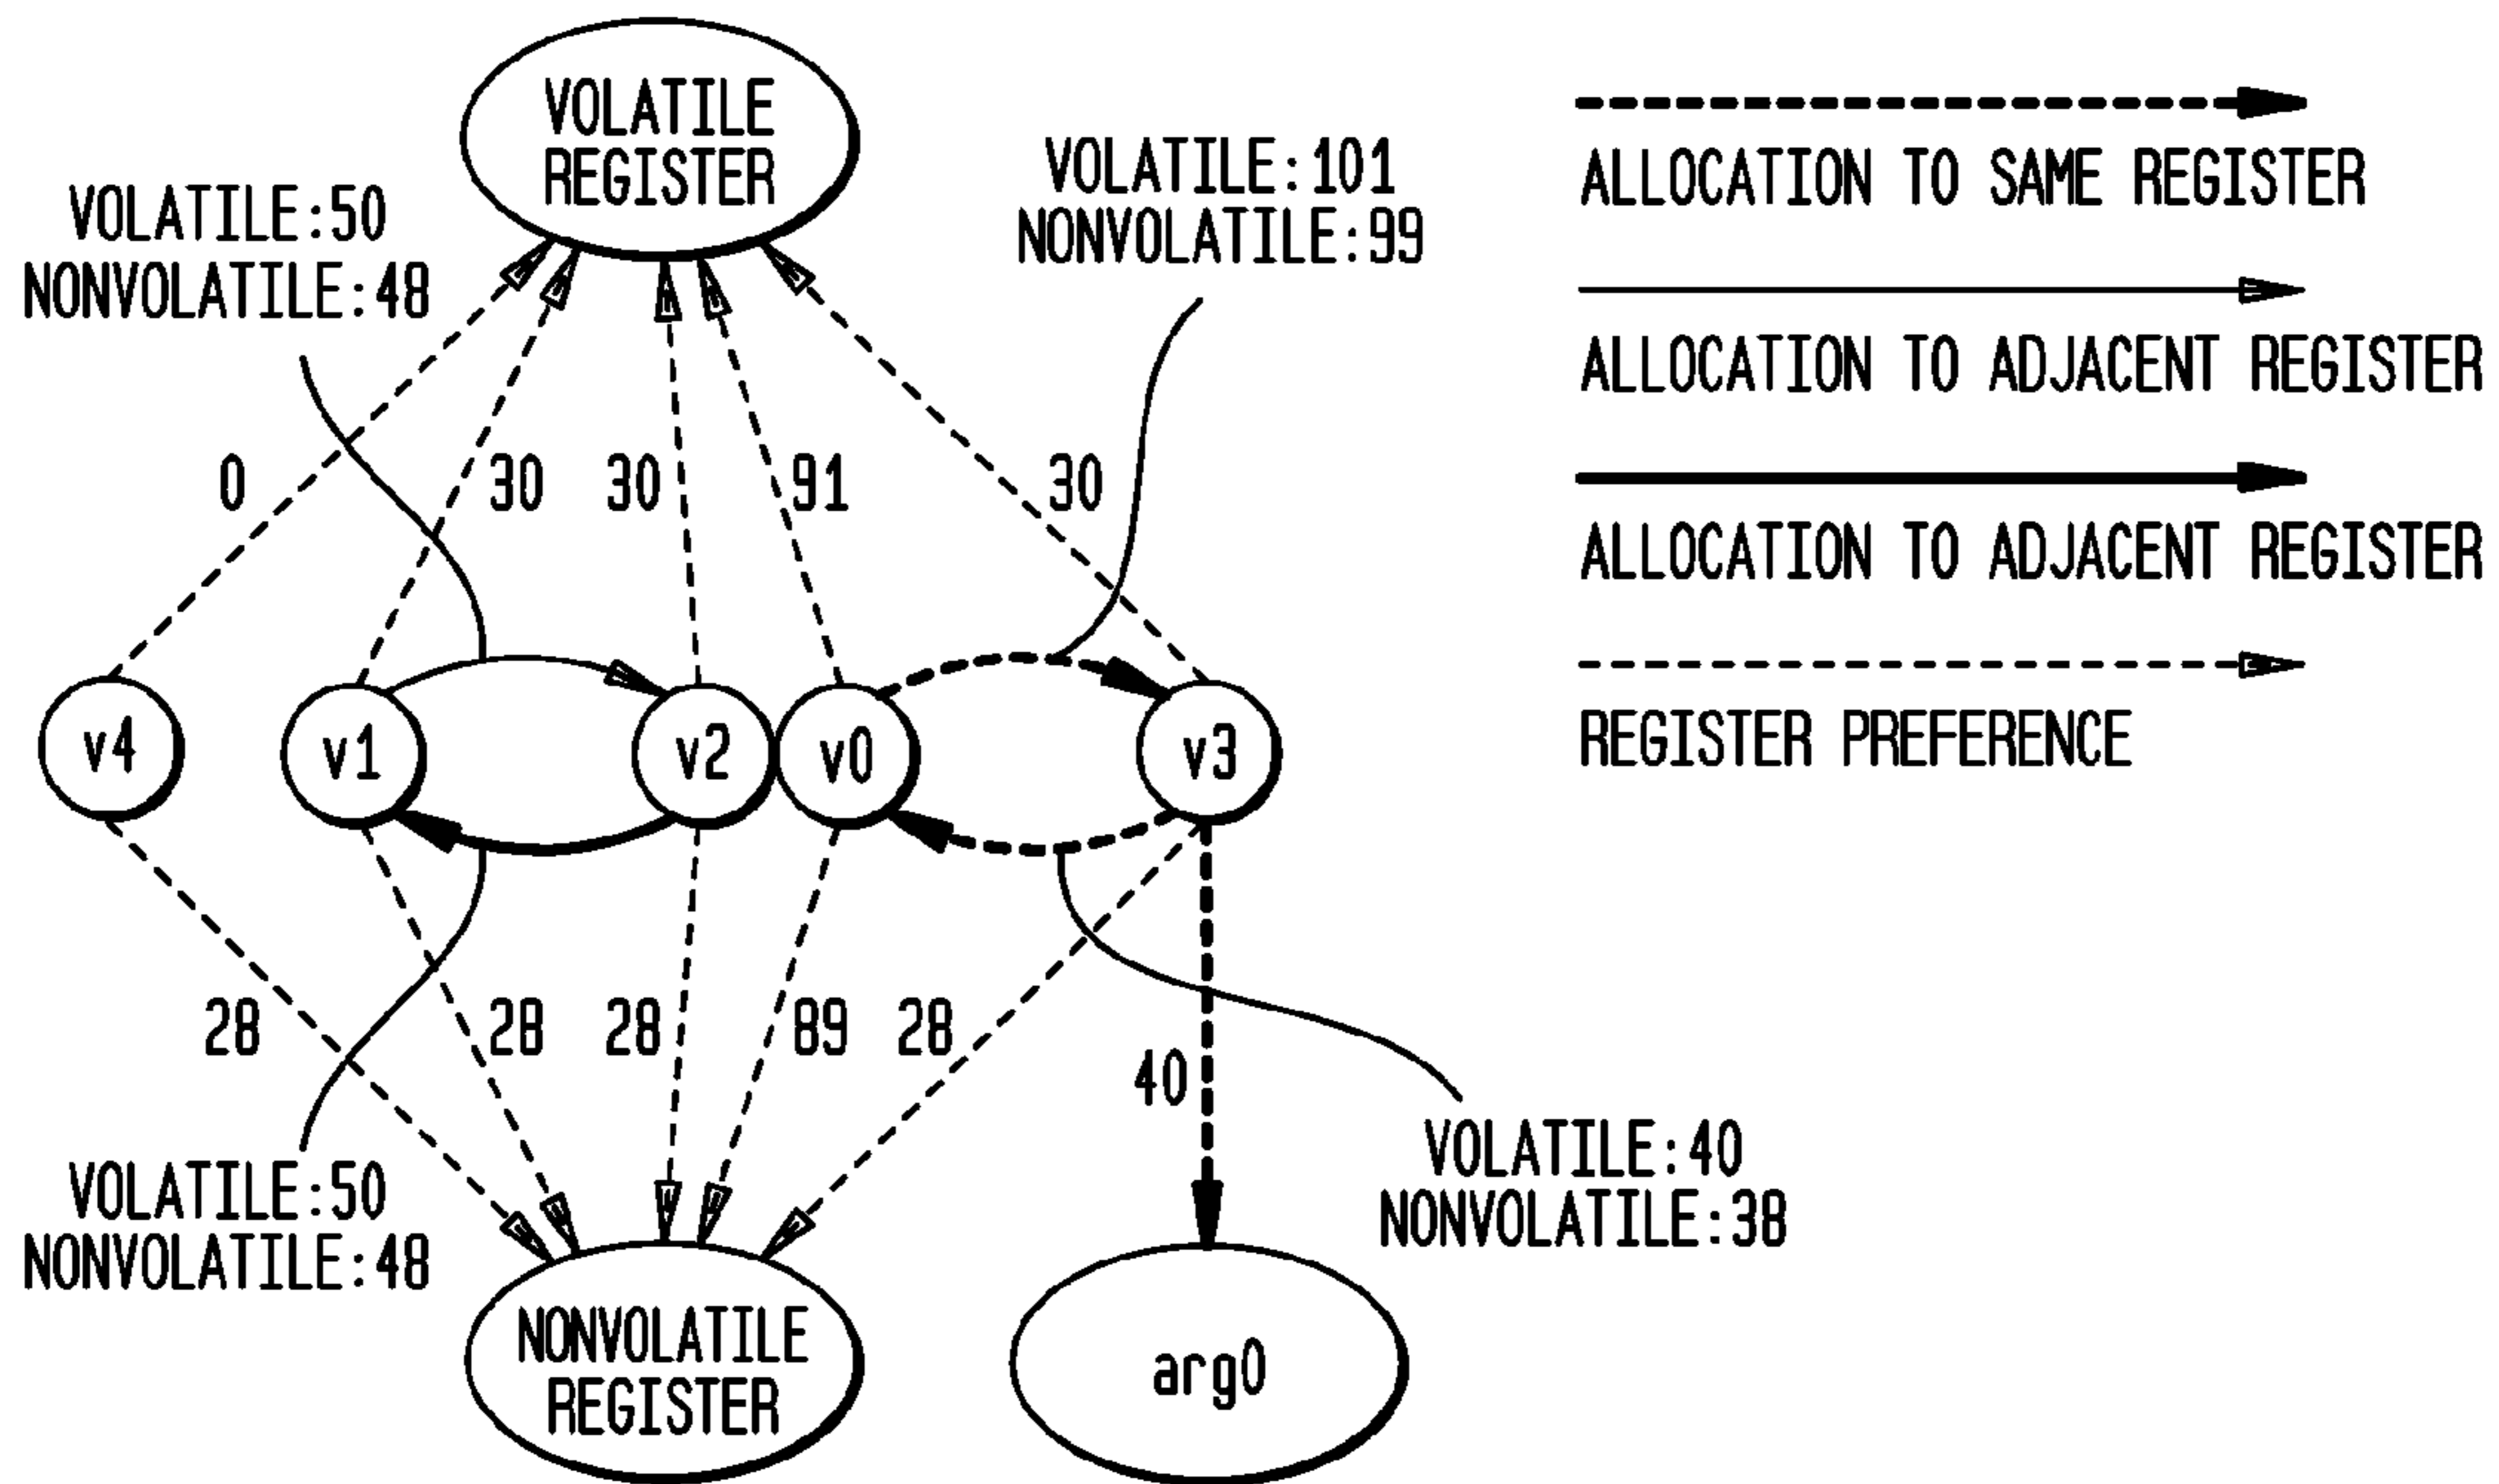 VOLATILE
REGISTER
VOLATILE:101
NONVOLATILE:99
VOLATILE:50
NONVOLATILE:48
ALLOCATION TO SAME REGISTER
ALLOCATION TO ADJACENT REGISTER
ALLOCATION TO ADJACENT REGISTER
REGISTER PREFERENCE
0
30
30
91
30
v4
v1
v2
v0
v3
28
28
28
89
28
40
VOLATILE:50
NONVOLATILE:48
VOLATILE:40
NONVOLATILE:38
NONVOLATILE
REGISTER
arg0